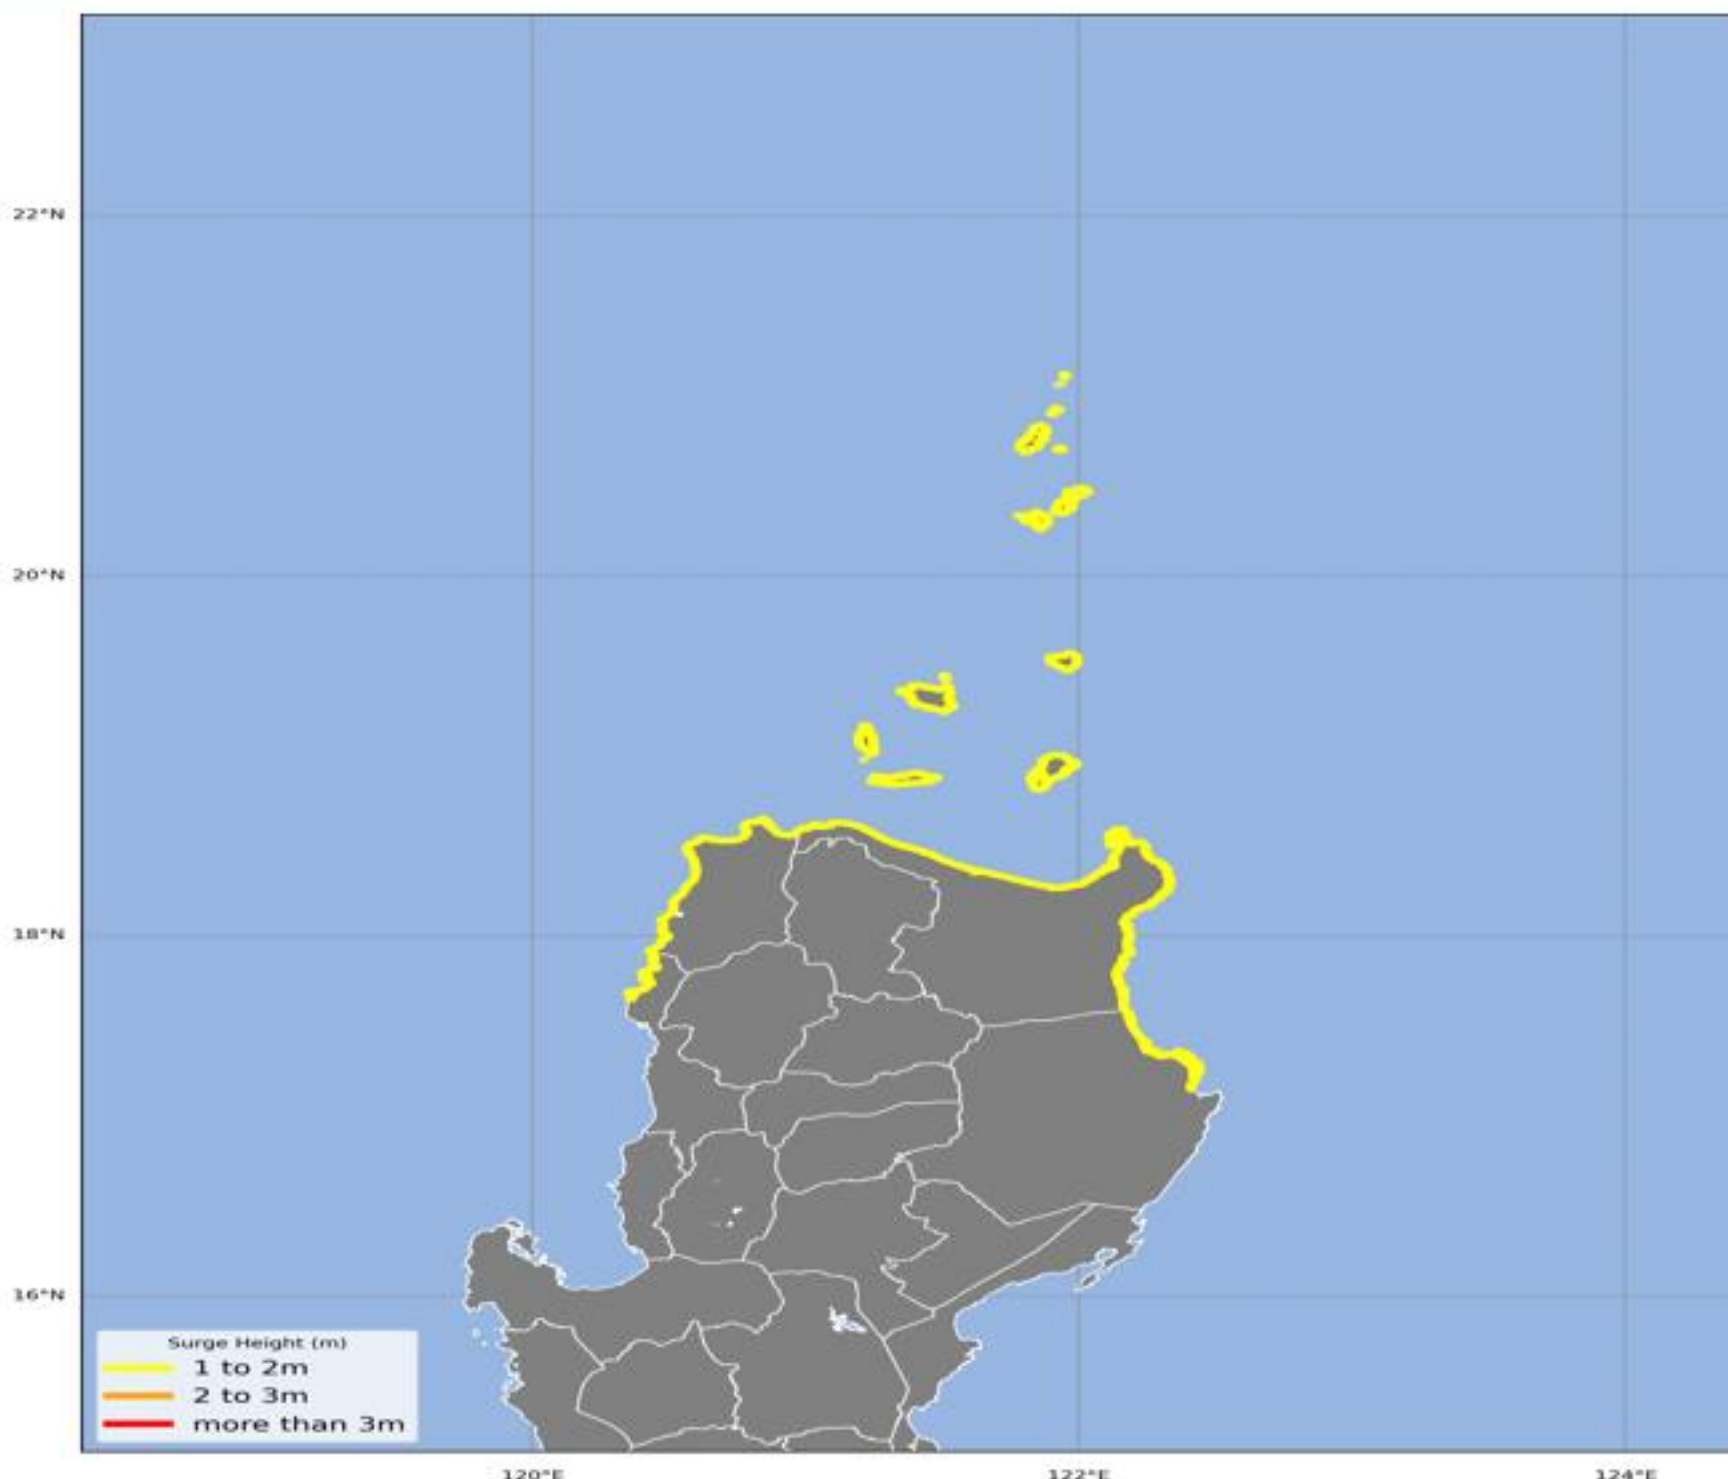 22°N
20°N
18°N
16°N
Surge Height (m)
1 to 2m
2 to 3m
more than 3m
120°E 122°E 124°E